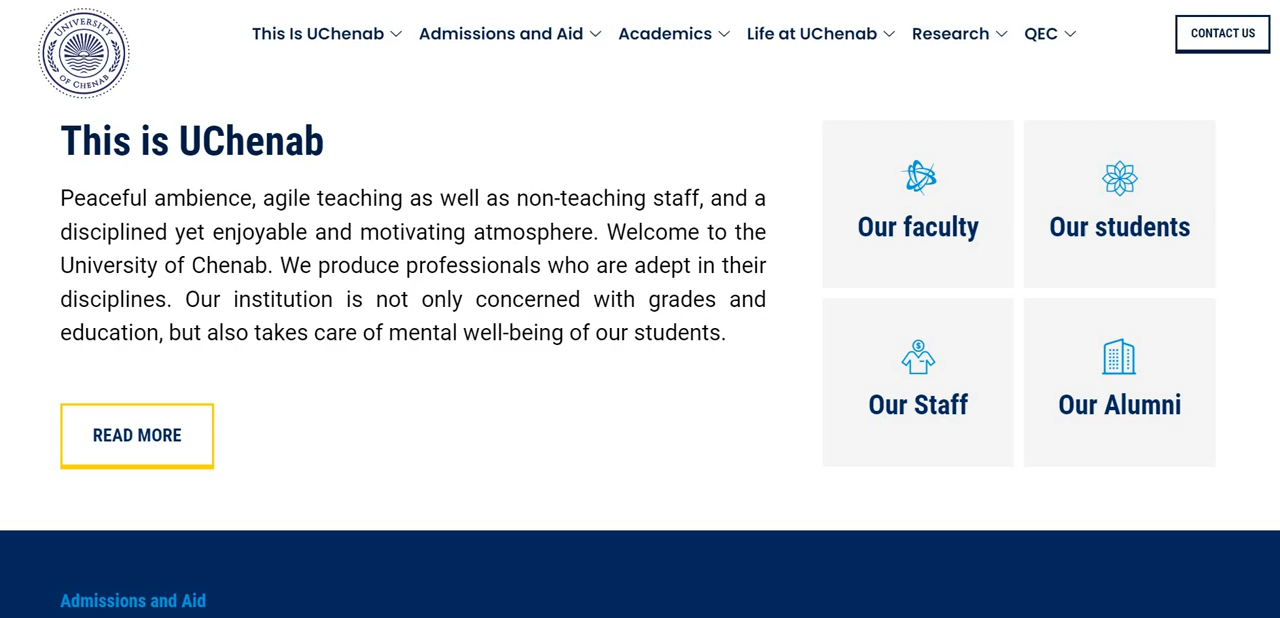 UNIVERSITY
OF CHENAB
This Is UChenab
Admissions and Aid
Academics
Life at UChenab
Research
QEC
CONTACT US
This is UChenab
Peaceful ambience, agile teaching as well as non-teaching staff, and a
disciplined yet enjoyable and motivating atmosphere. Welcome to the
University of Chenab. We produce professionals who are adept in their
disciplines. Our institution is not only concerned with grades and
education, but also takes care of mental well-being of our students.
READ MORE
Our faculty
Our students
$
Our Staff
Our Alumni
Admissions and Aid